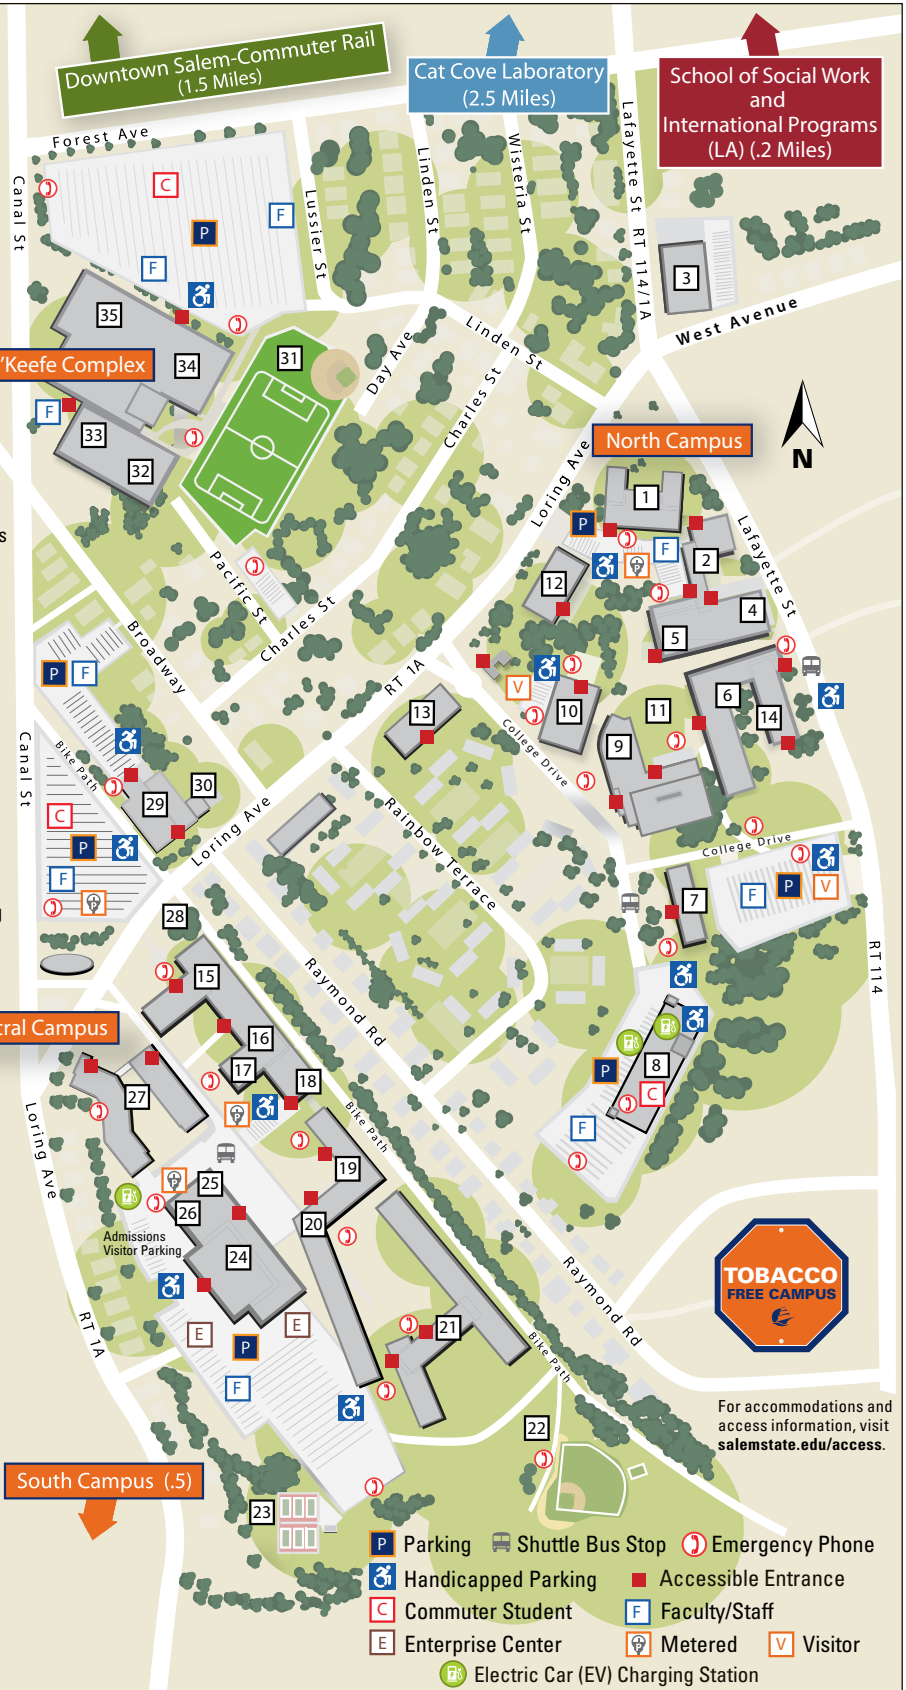 Downtown Salem-Commuter Rail
(1.5 Miles)
Cat Cove Laboratory
(2.5 Miles)
School of Social Work
and
International Programs
(LA) (.2 Miles)
Forest Ave
Canal St
Lussier St
Linden St
Wisteria St
Lafayette St RT 114/1A
C
F
P
F
3
West Avenue
35
34
'Keefe Complex
F
33
32
31
Day Ave
Linden St
Charles St
Loring Ave
North Campus
N
1
P
F
P
2
12
4
5
Lafayette St
s
Pacific St
Charles St
Broadway
RT 1A
P
F
V
10
11
6
14
9
13
College Drive
Canal St
Bike Path
30
29
C
P
F
P
Loring Ave
Rainbow Terrace
College Drive
7
F
P
V
g
28
15
Raymond Rd
RT 114
tral Campus
16
17
18
27
P
8
C
P
F
Bike Path
19
Loring Ave
P
25
26
20
24
Admissions
Visitor Parking
Raymond Rd
TOBACCO
FREE CAMPUS
RT 1A
E
E
P
F
21
Bike Path
For accommodations and
access information, visit
salemstate.edu/access.
22
South Campus (.5)
23
P Parking
Shuttle Bus Stop
Emergency Phone
Handicapped Parking
Accessible Entrance
C Commuter Student
F Faculty/Staff
E Enterprise Center
P Metered
V Visitor
Electric Car (EV) Charging Station